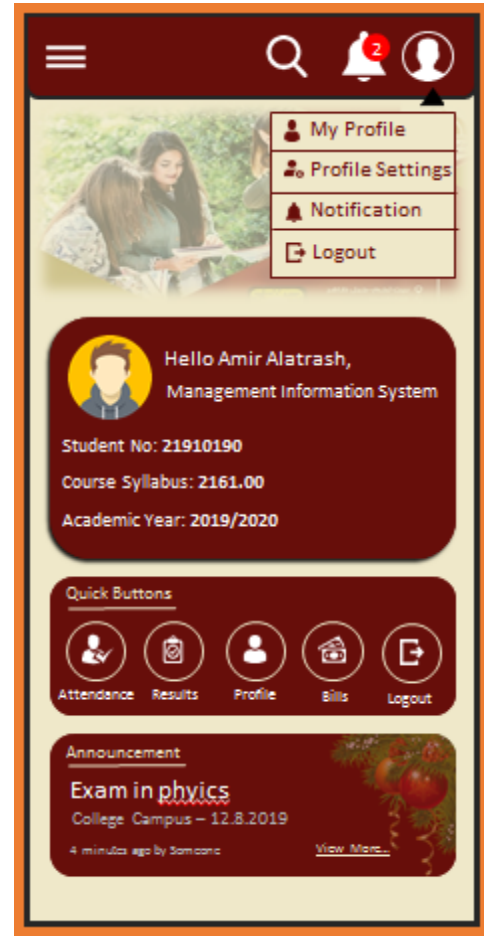 2
My Profile
Profile Settings
Notification
Logout
Hello Amir Alatrash,
Management Information System
Student No: 21910190
Course Syllabus: 2161.00
Academic Year: 2019/2020
Quick Buttons
Attendance Results Profile Bills Logout
Announcement
Exam in phyics
College Campus – 12.8.2019
4 minutes ago by Someone
View More...